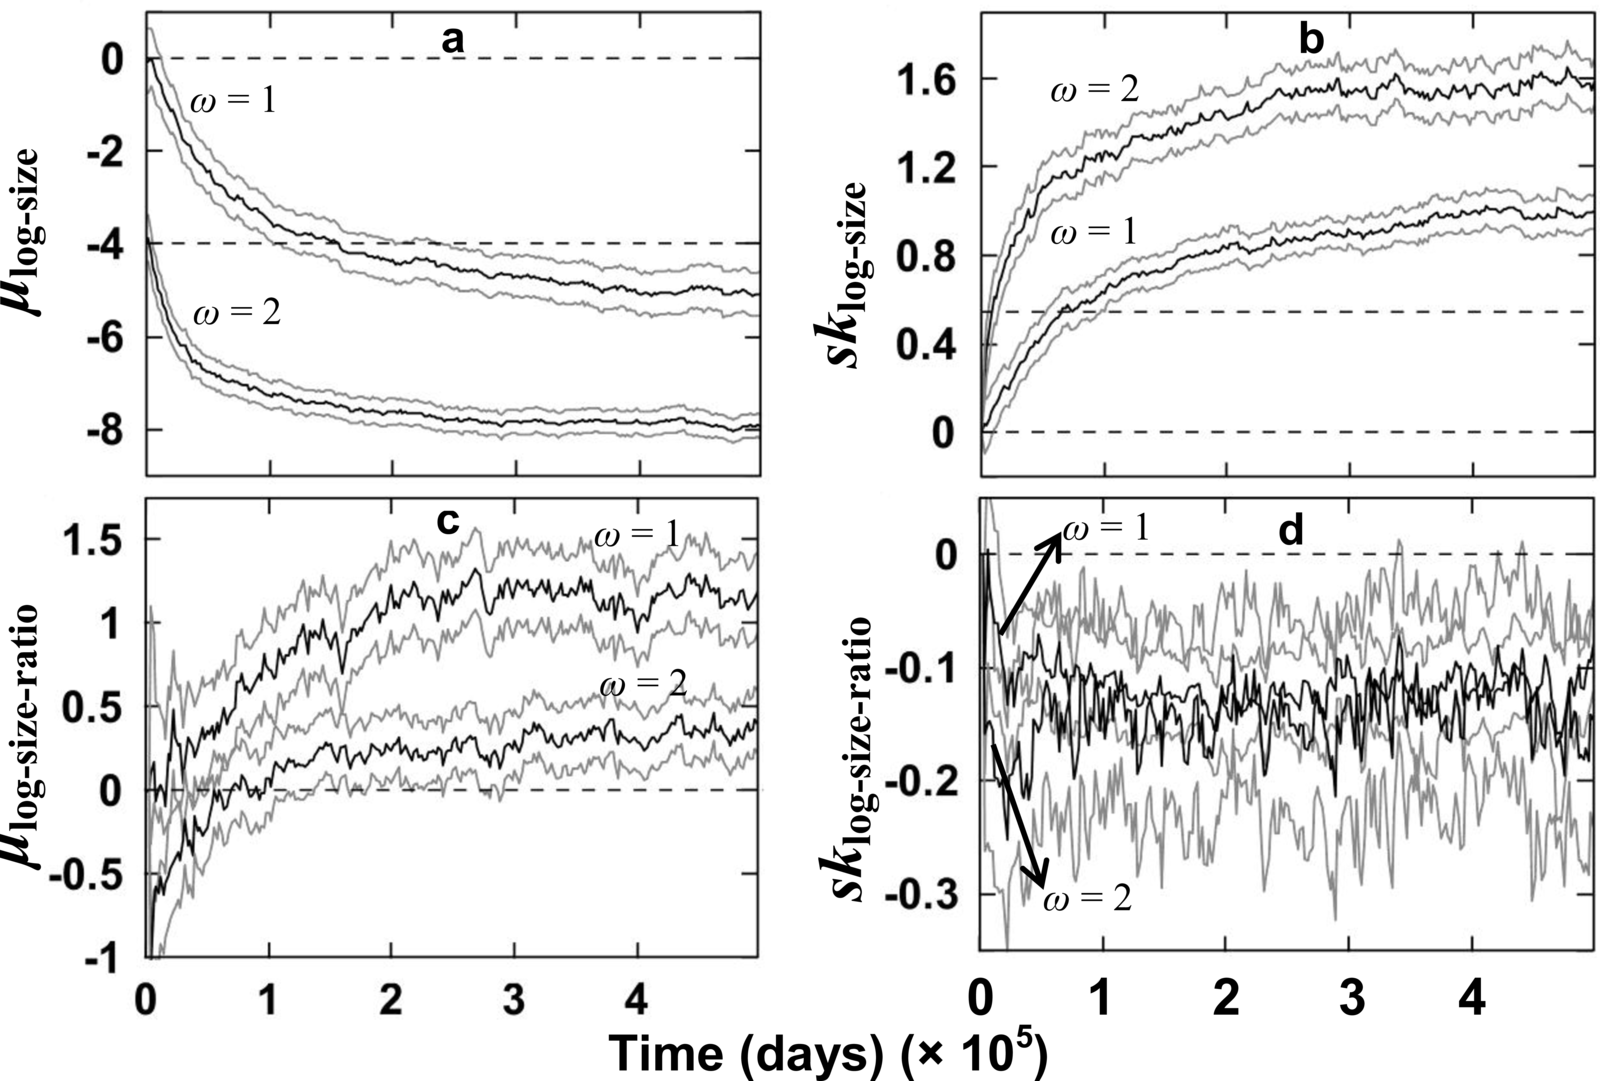 a
0
-2
-4
-6
-8
μlog-size
ω = 1
ω = 2
b
1.6
1.2
0.8
0.4
0
sklog-size
ω = 2
ω = 1
c
1.5
1
0.5
0
-0.5
-1
μlog-size-ratio
ω = 1
ω = 2
0 1 2 3 4
d
0
-0.1
-0.2
-0.3
sklog-size-ratio
ω = 1
ω = 2
0 1 2 3 4
Time (days) (× 10⁵)